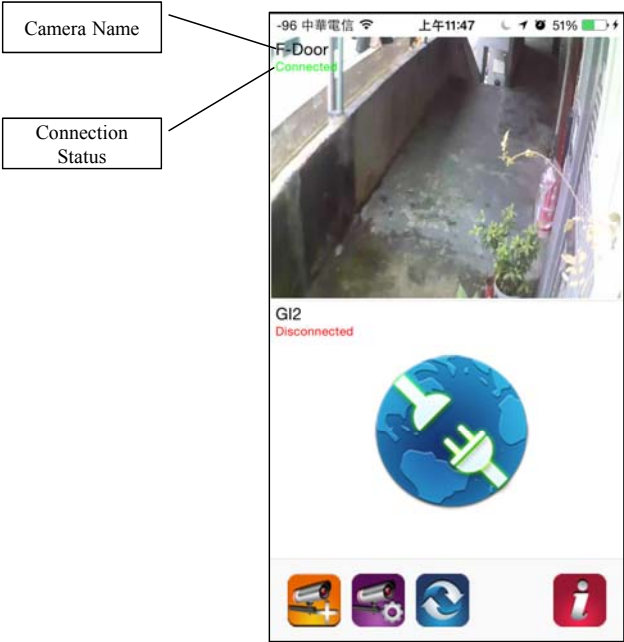 Camera Name
Connection
Status
-96 中華電信 上午11:47 51%
F-Door
Connected
GI2
Disconnected
i